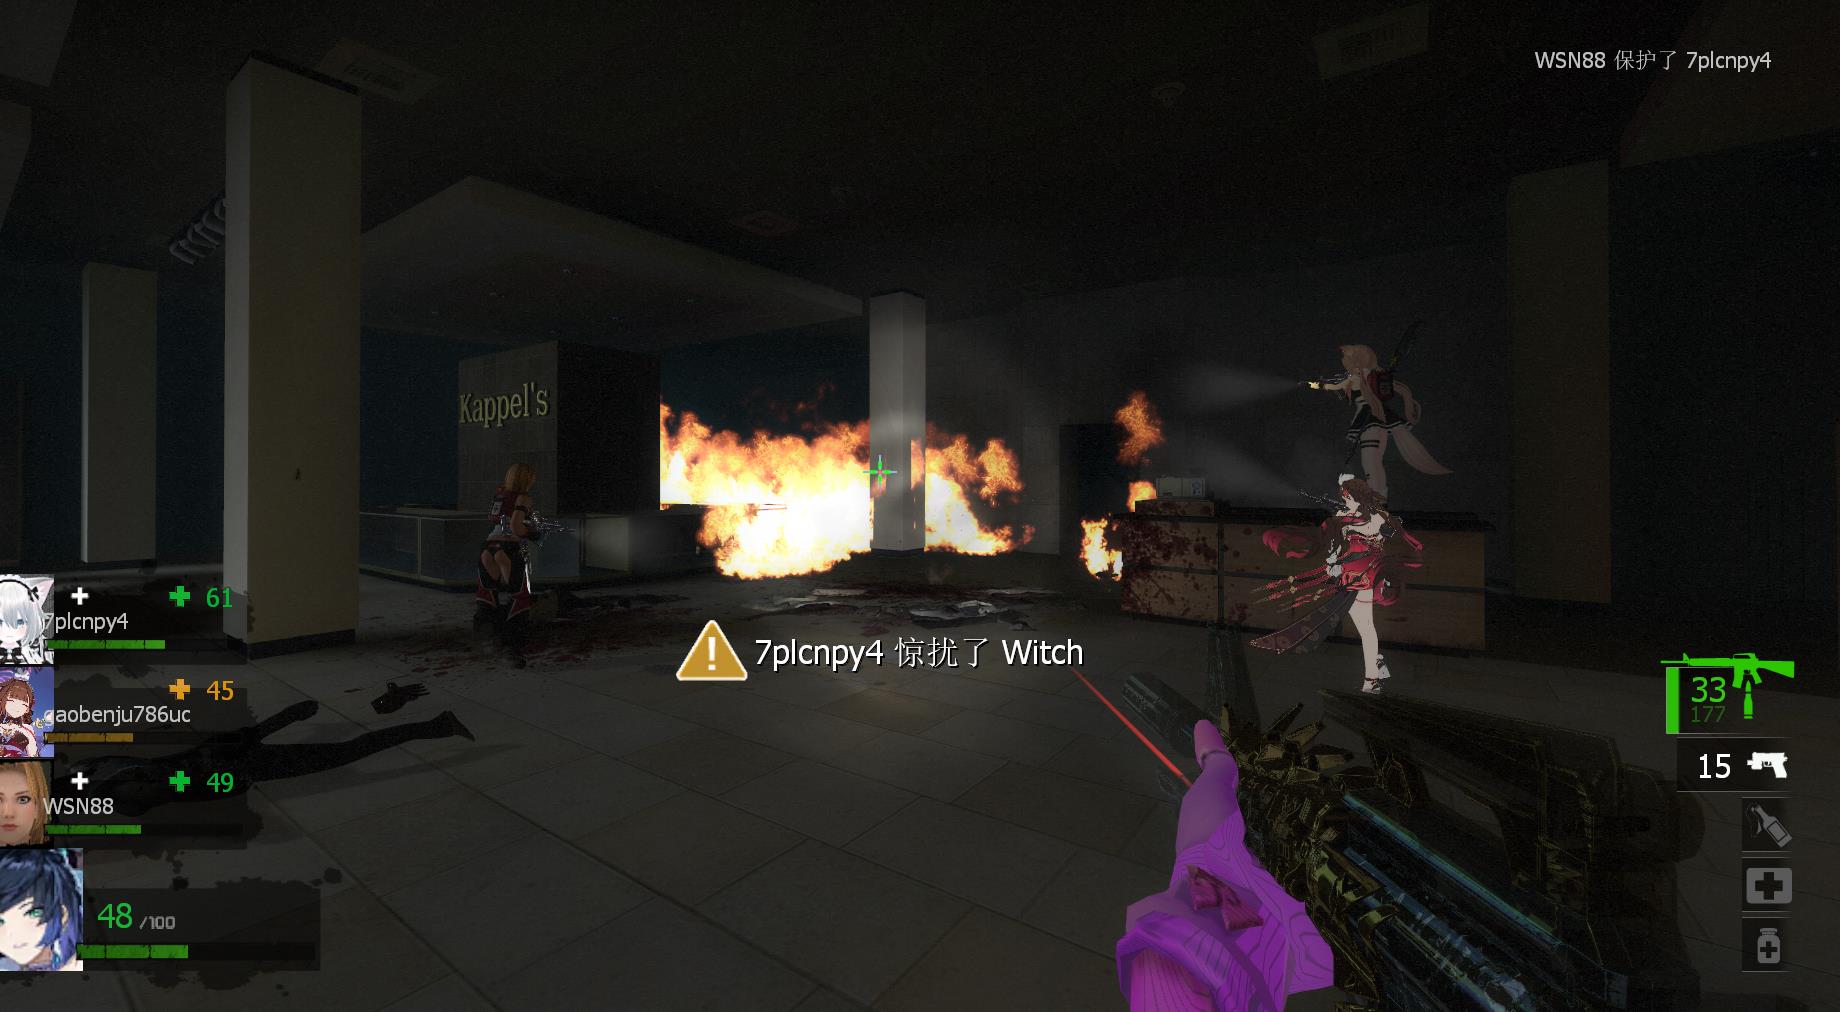 WSN88 保护了 7plcnpy4
Kappel's
7plcnpy4 惊扰了 Witch
61
7plcnpy4
45
gaobenju786uc
49
WSN88
48 /100
33
177
15